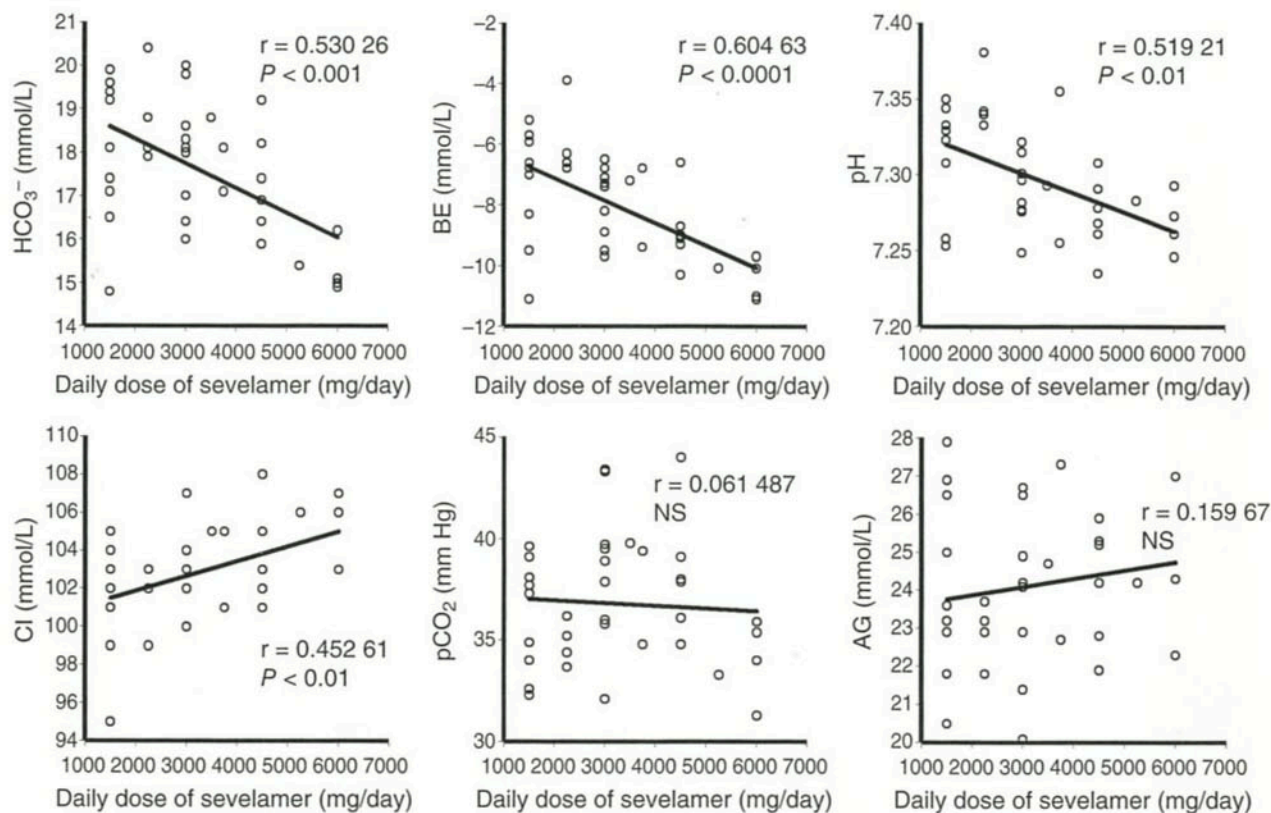 HCO₃⁻ (mmol/L)
21
20
19
18
17
16
15
14
r = 0.530 26
P < 0.001
1000 2000 3000 4000 5000 6000 7000
Daily dose of sevelamer (mg/day)
BE (mmol/L)
–2
–4
–6
–8
–10
–12
r = 0.604 63
P < 0.0001
1000 2000 3000 4000 5000 6000 7000
Daily dose of sevelamer (mg/day)
pH
7.40
7.35
7.30
7.25
7.20
r = 0.519 21
P < 0.01
1000 2000 3000 4000 5000 6000 7000
Daily dose of sevelamer (mg/day)
Cl (mmol/L)
110
108
106
104
102
100
98
96
94
r = 0.452 61
P < 0.01
1000 2000 3000 4000 5000 6000 7000
Daily dose of sevelamer (mg/day)
pCO₂ (mm Hg)
45
40
35
30
r = 0.061 487
NS
1000 2000 3000 4000 5000 6000 7000
Daily dose of sevelamer (mg/day)
AG (mmol/L)
28
27
26
25
24
23
22
21
20
r = 0.159 67
NS
1000 2000 3000 4000 5000 6000 7000
Daily dose of sevelamer (mg/day)